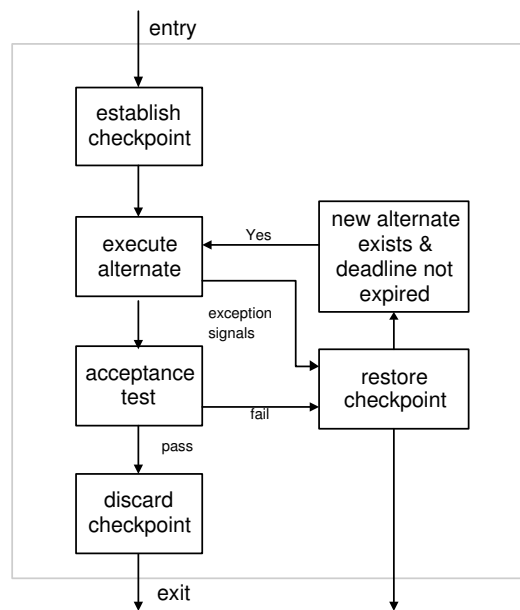 entry
establish
checkpoint
execute
alternate
Yes
new alternate
exists &
deadline not
expired
exception
signals
acceptance
test
fail
restore
checkpoint
pass
discard
checkpoint
exit